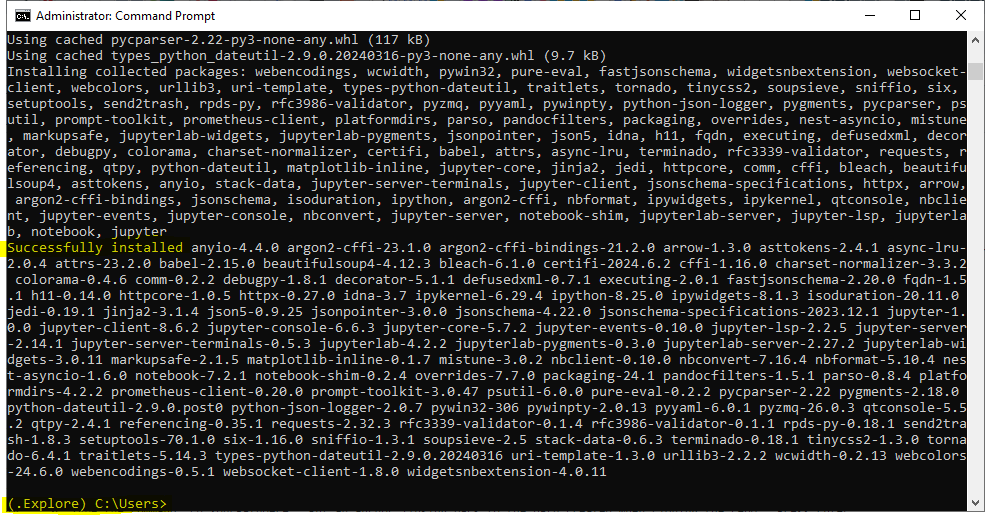 Administrator: Command Prompt
Using cached pycparser-2.22-py3-none-any.whl (117 kB)
Using cached types_python_dateutil-2.9.0.20240316-py3-none-any.whl (9.7 kB)
Installing collected packages: webencodings, wcwidth, pywin32, pure-eval, fastjsonschema, widgetsnbextension, websocket-
client, webcolors, urllib3, uri-template, types-python-dateutil, traitlets, tornado, tinycss2, soupsieve, sniffio, six,
setuptools, send2trash, rpds-py, rfc3986-validator, pyzmq, pyyaml, pywinpty, python-json-logger, pygments, pycparser, ps
util, prompt-toolkit, prometheus-client, platformdirs, parso, pandocfilters, packaging, overrides, nest-asyncio, mistune
, markupsafe, jupyterlab-widgets, jupyterlab-pygments, jsonpointer, json5, idna, h11, fqdn, executing, defusedxml, decor
ator, debugpy, colorama, charset-normalizer, certifi, babel, attrs, async-lru, terminado, rfc3339-validator, requests, r
eferencing, qtpy, python-dateutil, matplotlib-inline, jupyter-core, jinja2, jedi, httpcore, comm, cffi, bleach, beautifu
lsoup4, asttokens, anyio, stack-data, jupyter-server-terminals, jupyter-client, jsonschema-specifications, httpx, arrow,
argon2-cffi-bindings, jsonschema, isoduration, ipython, argon2-cffi, nbformat, ipywidgets, ipykernel, qtconsole, nbclie
nt, jupyter-events, jupyter-console, nbconvert, jupyter-server, notebook-shim, jupyterlab-server, jupyter-lsp, jupyterla
b, notebook, jupyter
Successfully installed anyio-4.4.0 argon2-cffi-23.1.0 argon2-cffi-bindings-21.2.0 arrow-1.3.0 asttokens-2.4.1 async-lru-
2.0.4 attrs-23.2.0 babel-2.15.0 beautifulsoup4-4.12.3 bleach-6.1.0 certifi-2024.6.2 cffi-1.16.0 charset-normalizer-3.3.2
colorama-0.4.6 comm-0.2.2 debugpy-1.8.1 decorator-5.1.1 defusedxml-0.7.1 executing-2.0.1 fastjsonschema-2.20.0 fqdn-1.5
.1 h11-0.14.0 httpcore-1.0.5 httpx-0.27.0 idna-3.7 ipykernel-6.29.4 ipython-8.25.0 ipywidgets-8.1.3 isoduration-20.11.0
jedi-0.19.1 jinja2-3.1.4 json5-0.9.25 jsonpointer-3.0.0 jsonschema-4.22.0 jsonschema-specifications-2023.12.1 jupyter-1.
0.0 jupyter-client-8.6.2 jupyter-console-6.6.3 jupyter-core-5.7.2 jupyter-events-0.10.0 jupyter-lsp-2.2.5 jupyter-server
-2.14.1 jupyter-server-terminals-0.5.3 jupyterlab-4.2.2 jupyterlab-pygments-0.3.0 jupyterlab-server-2.27.2 jupyterlab-wi
dgets-3.0.11 markupsafe-2.1.5 matplotlib-inline-0.1.7 mistune-3.0.2 nbclient-0.10.0 nbconvert-7.16.4 nbformat-5.10.4 nes
t-asyncio-1.6.0 notebook-7.2.1 notebook-shim-0.2.4 overrides-7.7.0 packaging-24.1 pandocfilters-1.5.1 parso-0.8.4 platfo
rmdirs-4.2.2 prometheus-client-0.20.0 prompt-toolkit-3.0.47 psutil-6.0.0 pure-eval-0.2.2 pycparser-2.22 pygments-2.18.0
python-dateutil-2.9.0.post0 python-json-logger-2.0.7 pywin32-306 pywinpty-2.0.13 pyyaml-6.0.1 pyzmq-26.0.3 qtconsole-5.5
.2 qtpy-2.4.1 referencing-0.35.1 requests-2.32.3 rfc3339-validator-0.1.4 rfc3986-validator-0.1.1 rpds-py-0.18.1 send2tra
sh-1.8.3 setuptools-70.1.0 six-1.16.0 sniffio-1.3.1 soupsieve-2.5 stack-data-0.6.3 terminado-0.18.1 tinycss2-1.3.0 torna
do-6.4.1 traitlets-5.14.3 types-python-dateutil-2.9.0.20240316 uri-template-1.3.0 urllib3-2.2.2 wcwidth-0.2.13 webcolors
-24.6.0 webencodings-0.5.1 websocket-client-1.8.0 widgetsnbextension-4.0.11
(.Explore) C:\Users>